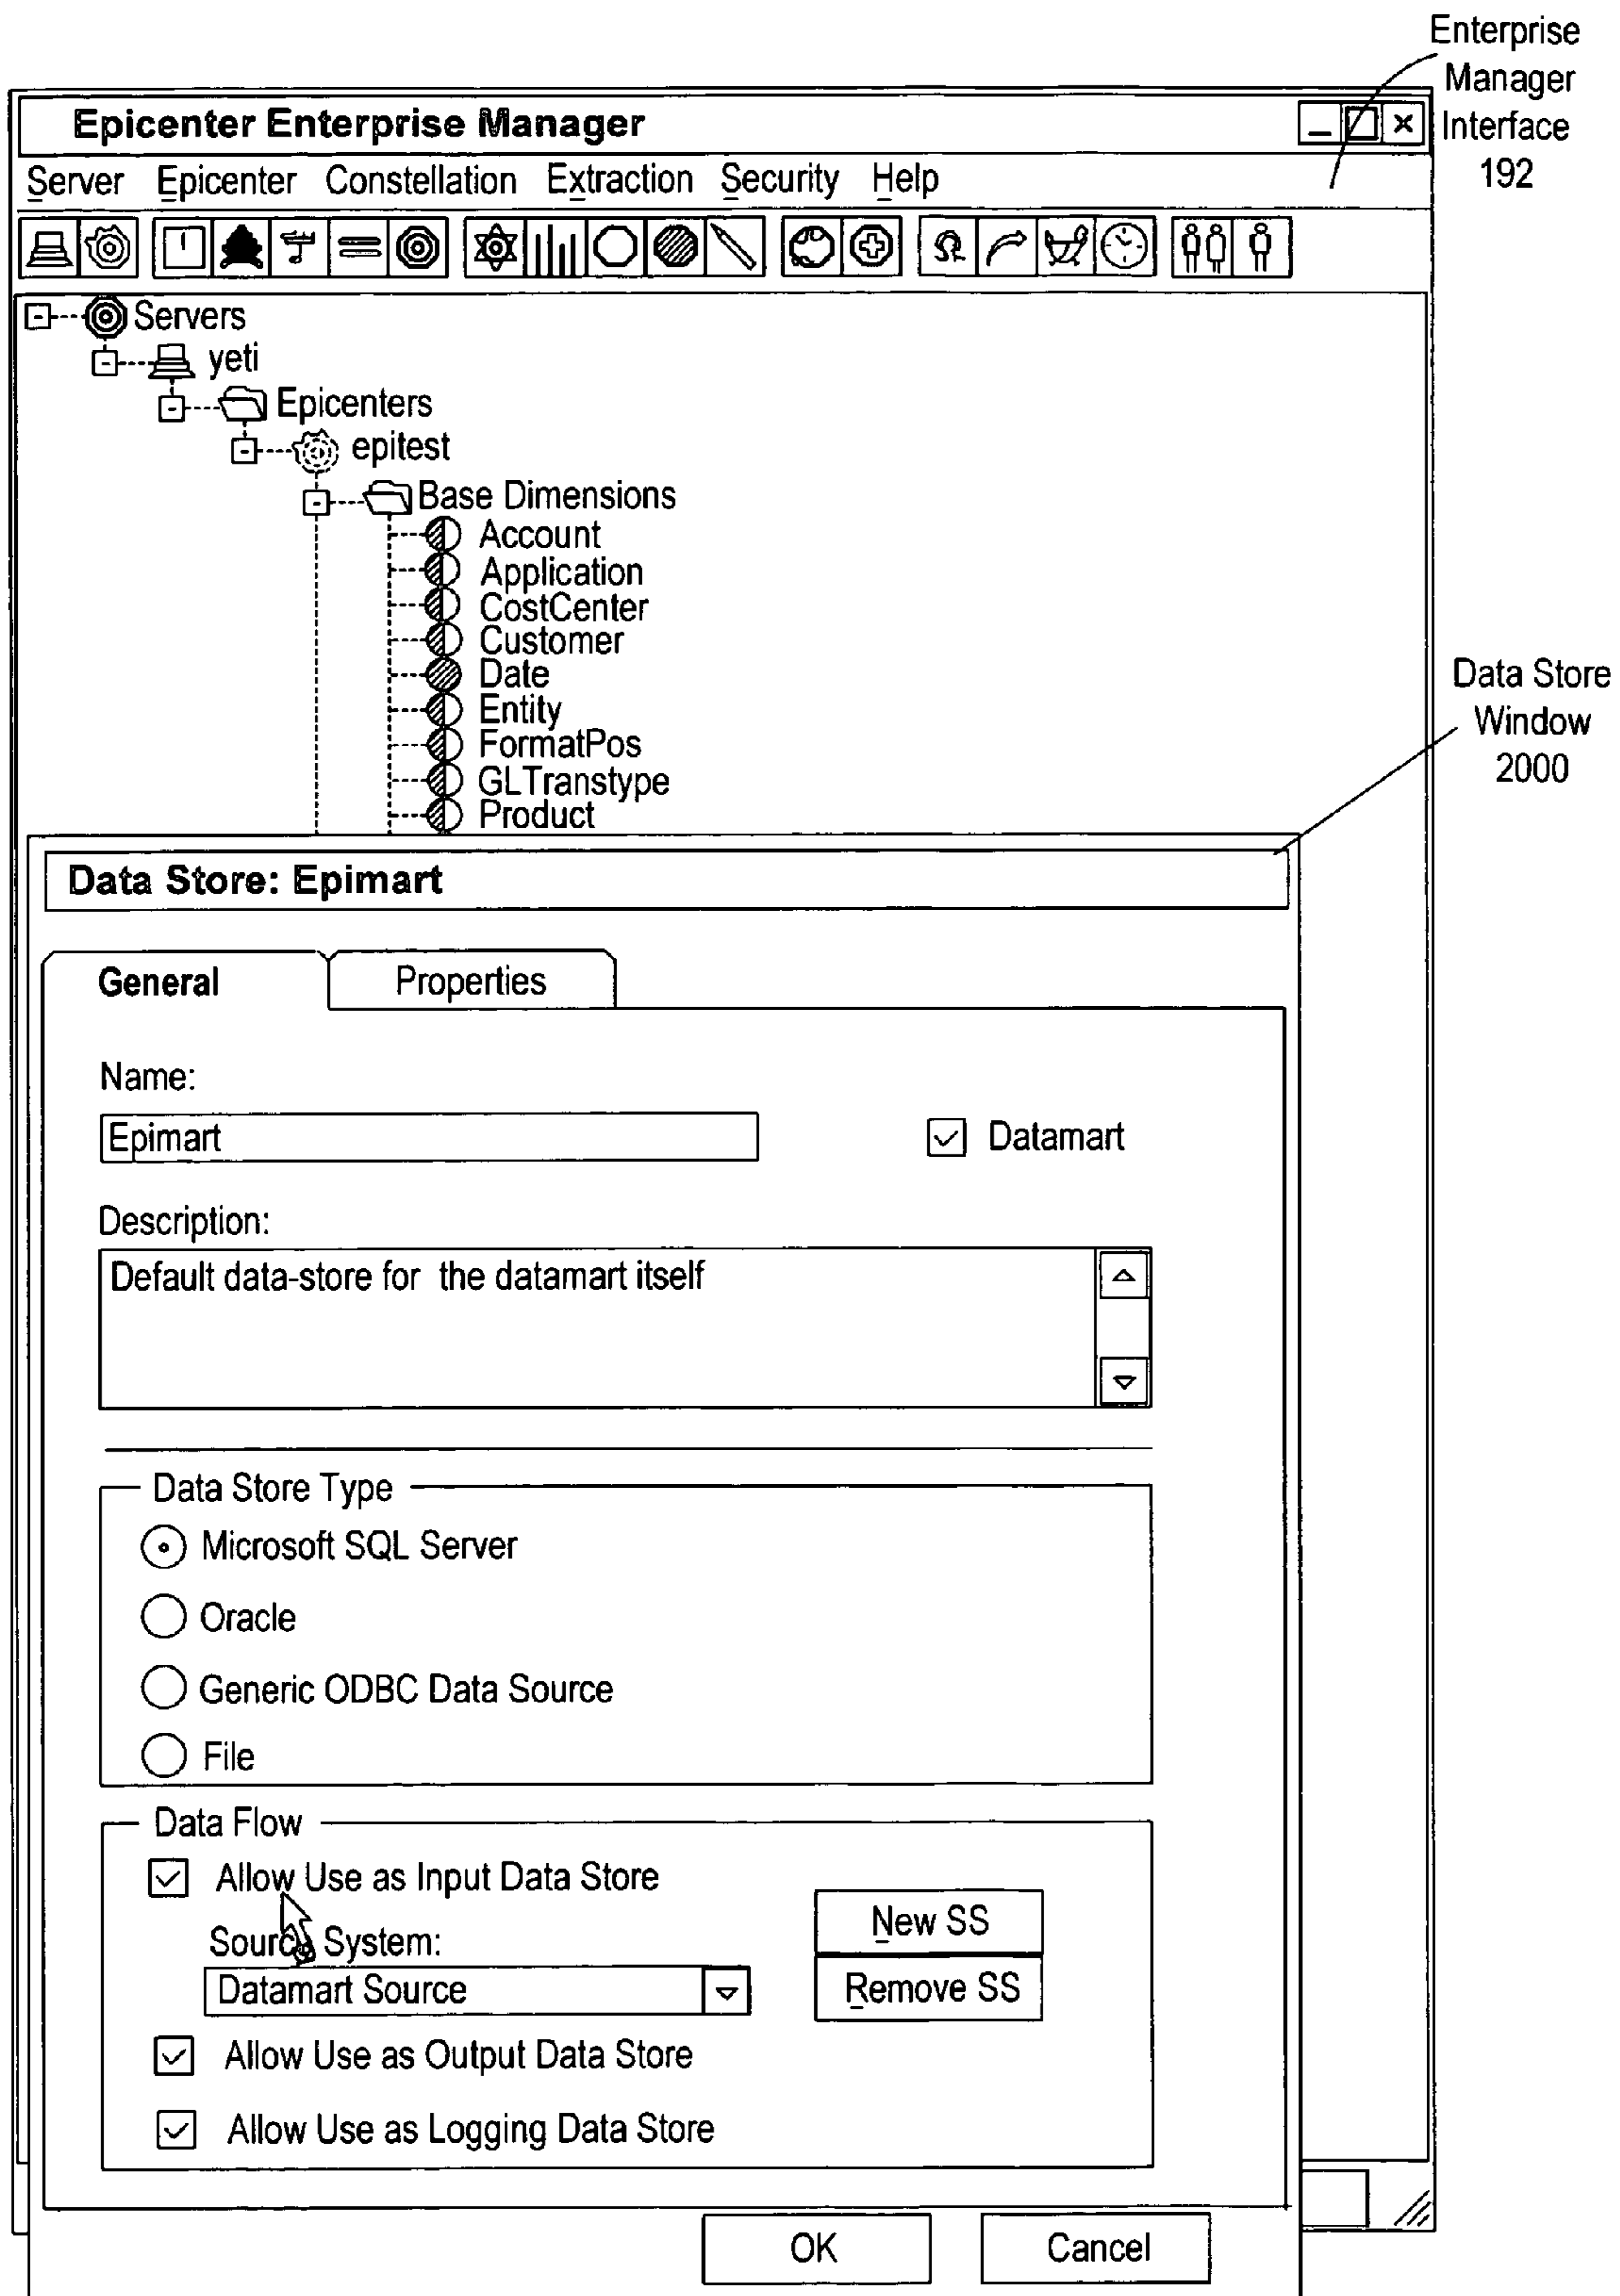 Enterprise
Manager
Interface
192
Epicenter Enterprise Manager
Server Epicenter Constellation Extraction Security Help
Servers
yeti
Epicenters
epitest
Base Dimensions
Account
Application
CostCenter
Customer
Date
Entity
FormatPos
GLTranstype
Product
Data Store
Window
2000
Data Store: Epimart
General Properties
Name:
Epimart
Datamart
Description:
Default data-store for the datamart itself
Data Store Type
Microsoft SQL Server
Oracle
Generic ODBC Data Source
File
Data Flow
Allow Use as Input Data Store
New SS
Source System:
Datamart Source
Remove SS
Allow Use as Output Data Store
Allow Use as Logging Data Store
OK Cancel